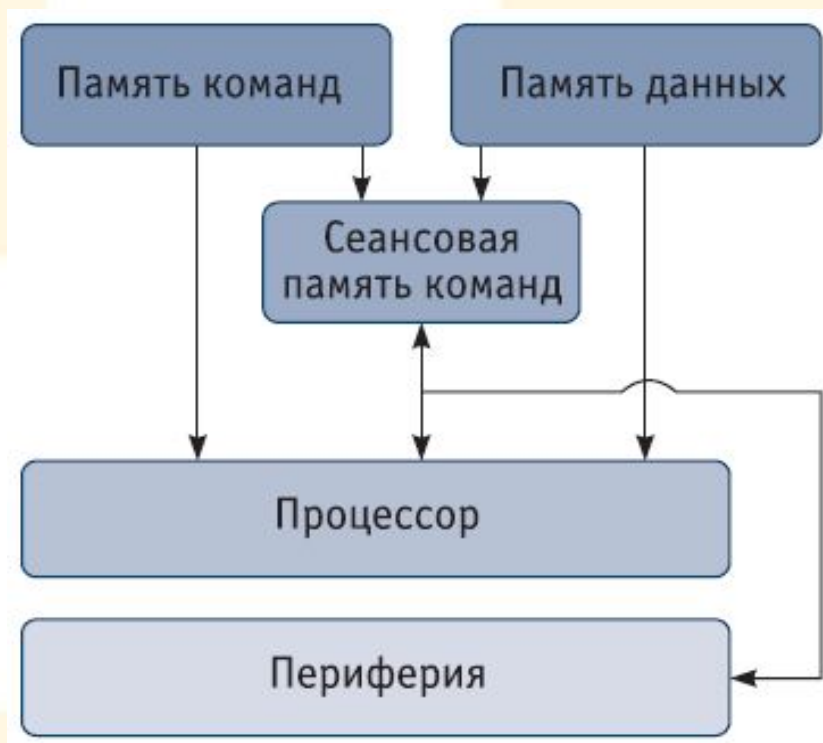 Память команд
Память данных
Сеансовая
память команд
Процессор
Периферия